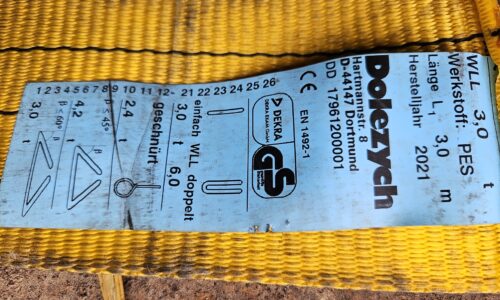 WLL 3,0 t
Werkstoff: PES
Länge L1 3,0 m
Herstelljahr 2021
Dolezych
Hartmannstr. 8
D-44147 Dortmund
DD 17961200001
CE
EN 1492-1
DEKRA
GS
einfach WLL doppelt
3,0 t 6,0
geschnürt
2,4 t
β ≤ 45°
4,2 t
β ≤ 60°
3,0 t
1 2 3 4 5 6 7 8 9 10 11 12 21 22 23 24 25 26